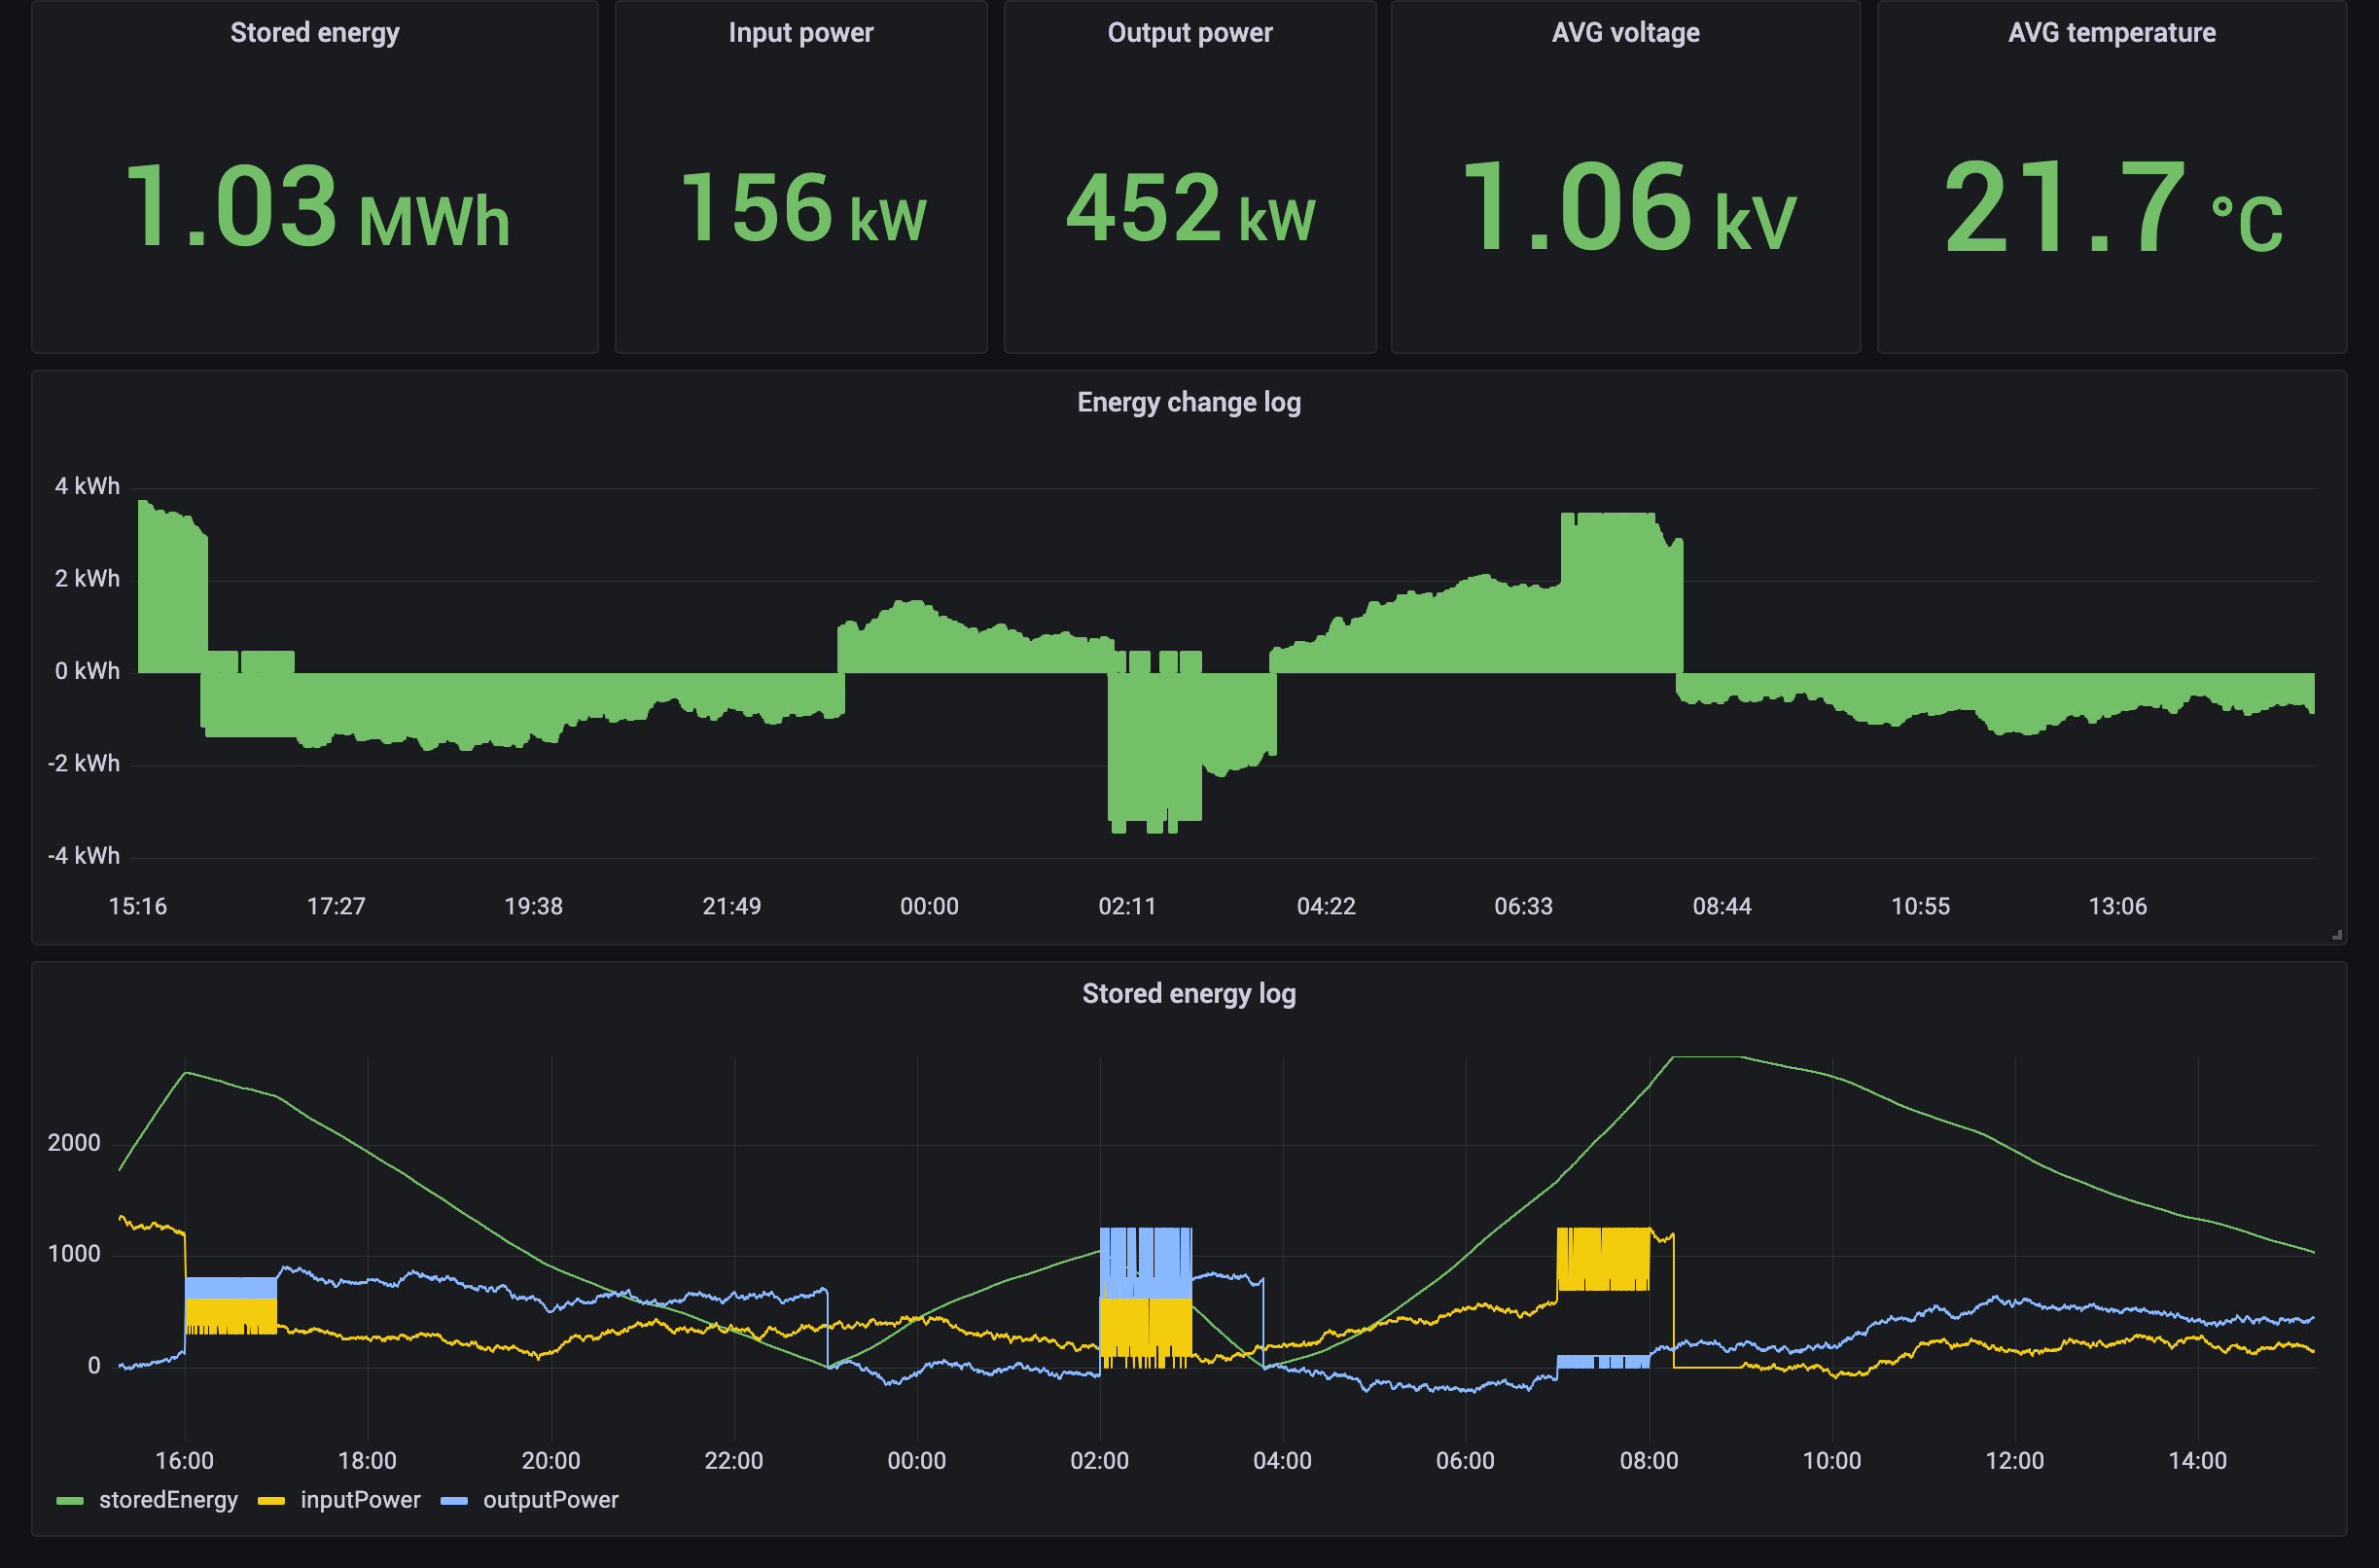 Stored energy
Input power
Output power
AVG voltage
AVG temperature
1.03 MWh
156 kW
452 kW
1.06 kV
21.7 °C
Energy change log
4 kWh
2 kWh
0 kWh
-2 kWh
-4 kWh
15:16 17:27 19:38 21:49 00:00 02:11 04:22 06:33 08:44 10:55 13:06
Stored energy log
2000
1000
0
16:00 18:00 20:00 22:00 00:00 02:00 04:00 06:00 08:00 10:00 12:00 14:00
storedEnergy inputPower outputPower